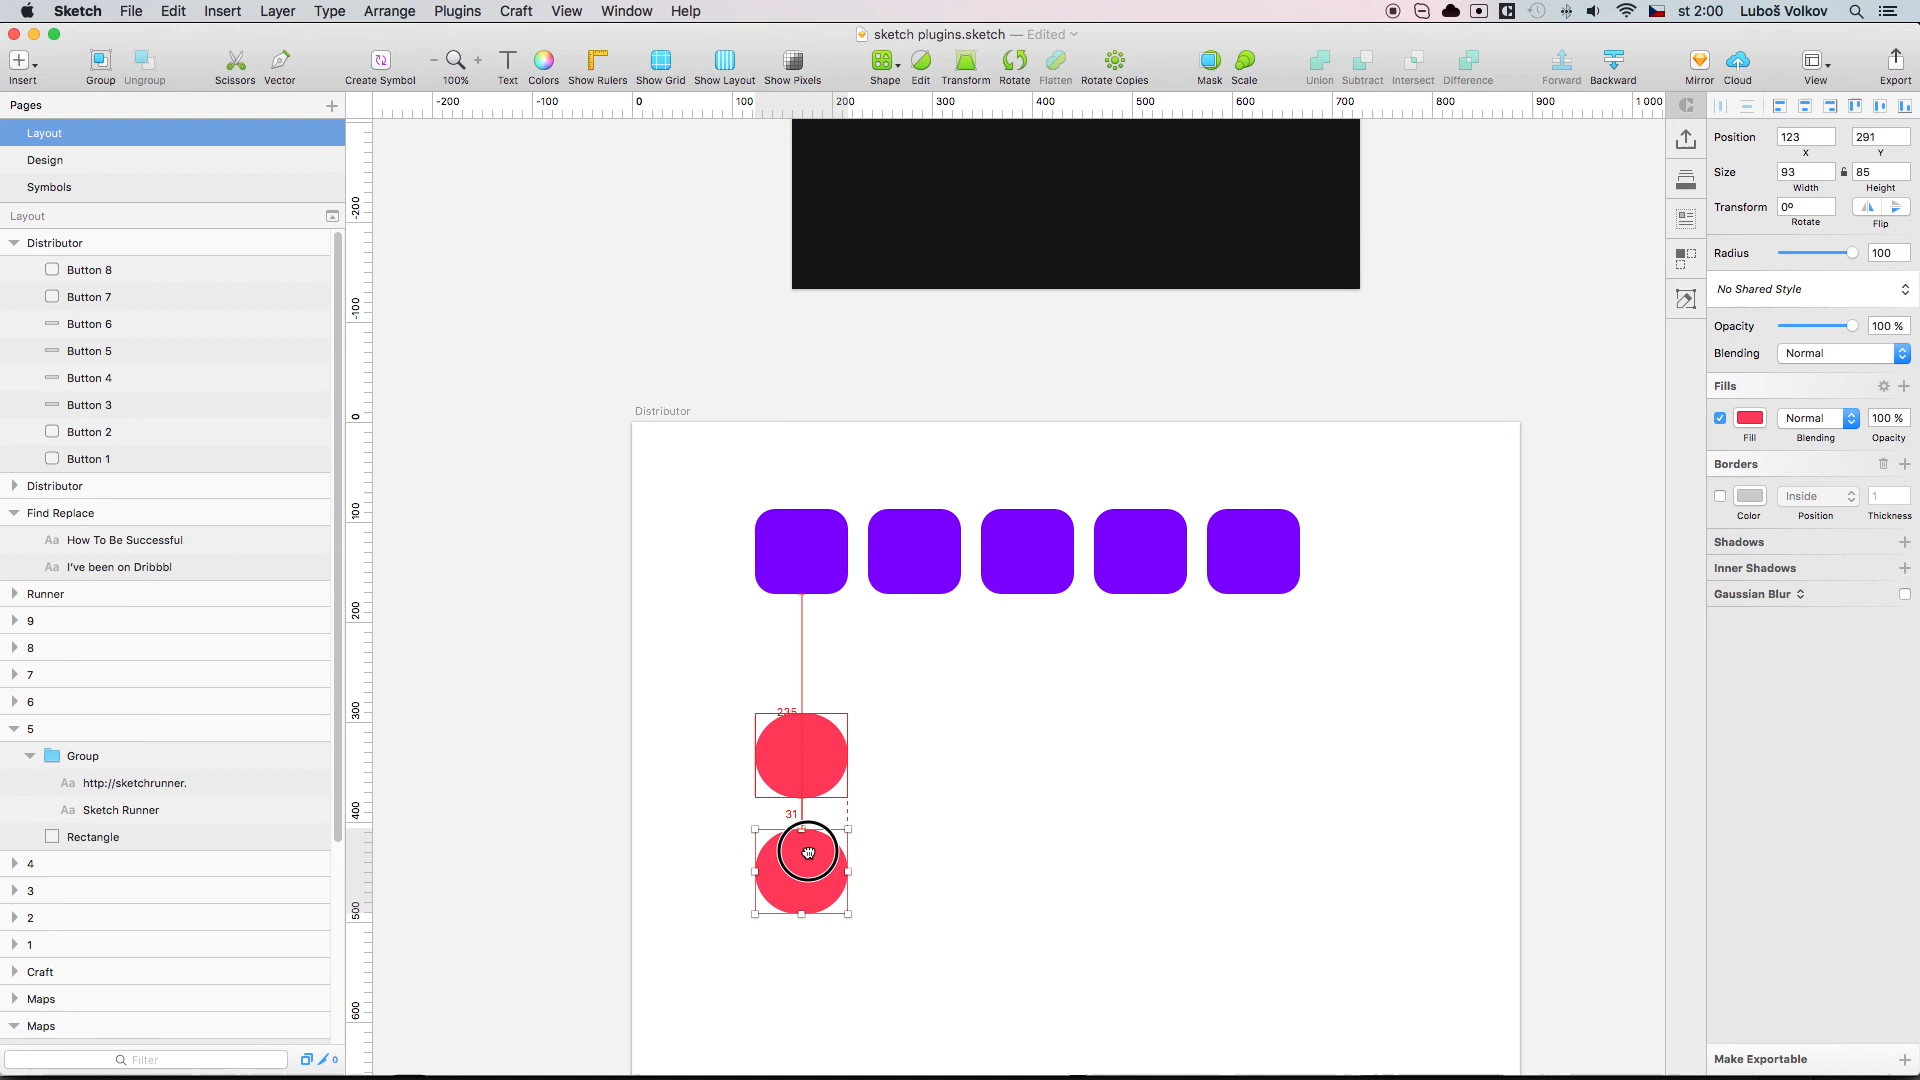 Sketch File Edit Insert Layer Type Arrange Plugins Craft View Window Help st 2:00 Luboš Volkov
sketch plugins.sketch — Edited
Insert Group Ungroup Scissors Vector Create Symbol 100% Text Colors Show Rulers Show Grid Show Layout Show Pixels Shape Edit Transform Rotate Flatten Rotate Copies Mask Scale Union Subtract Intersect Difference Forward Backward Mirror Cloud View Export
Pages
-200 -100 0 100 200 300 400 500 600 700 800 900 1 000
Layout
Design
Symbols
Layout
Distributor
Button 8
Button 7
Button 6
Button 5
Button 4
Button 3
Button 2
Button 1
Distributor
Find Replace
Aa How To Be Successful
Aa I've been on Dribbbl
Runner
9
8
7
6
5
Group
Aa http://sketchrunner.
Aa Sketch Runner
Rectangle
4
3
2
1
Craft
Maps
Maps
Filter
0
-200
-100
0
100
200
300
400
500
600
Distributor
235
31
Position 123 291
X Y
Size 93 85
Width Height
Transform 0º
Rotate Flip
Radius 100
No Shared Style
Opacity 100 %
Blending Normal
Fills
Normal 100 %
Fill Blending Opacity
Borders
Inside 1
Color Position Thickness
Shadows
Inner Shadows
Gaussian Blur
Make Exportable